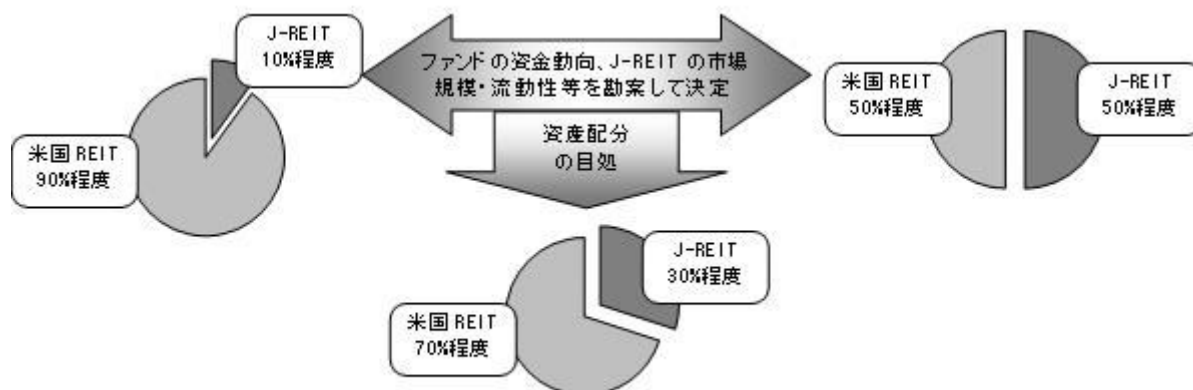 J-REIT
10%程度
米国REIT
90%程度
ファンドの資金動向、J-REITの市場
規模・流動性等を勘案して決定
資産配分
の目処
米国REIT
50%程度
J-REIT
50%程度
J-REIT
30%程度
米国REIT
70%程度